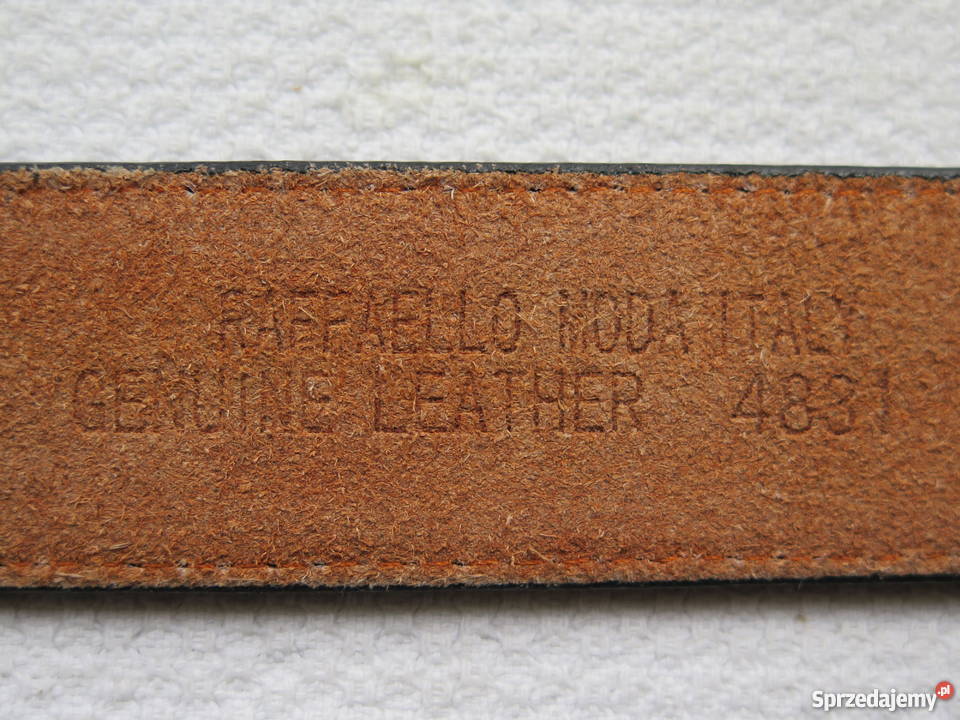 RAFFAELLO MODA ITALY
GENUINE LEATHER 4831
Sprzedajemy.pl